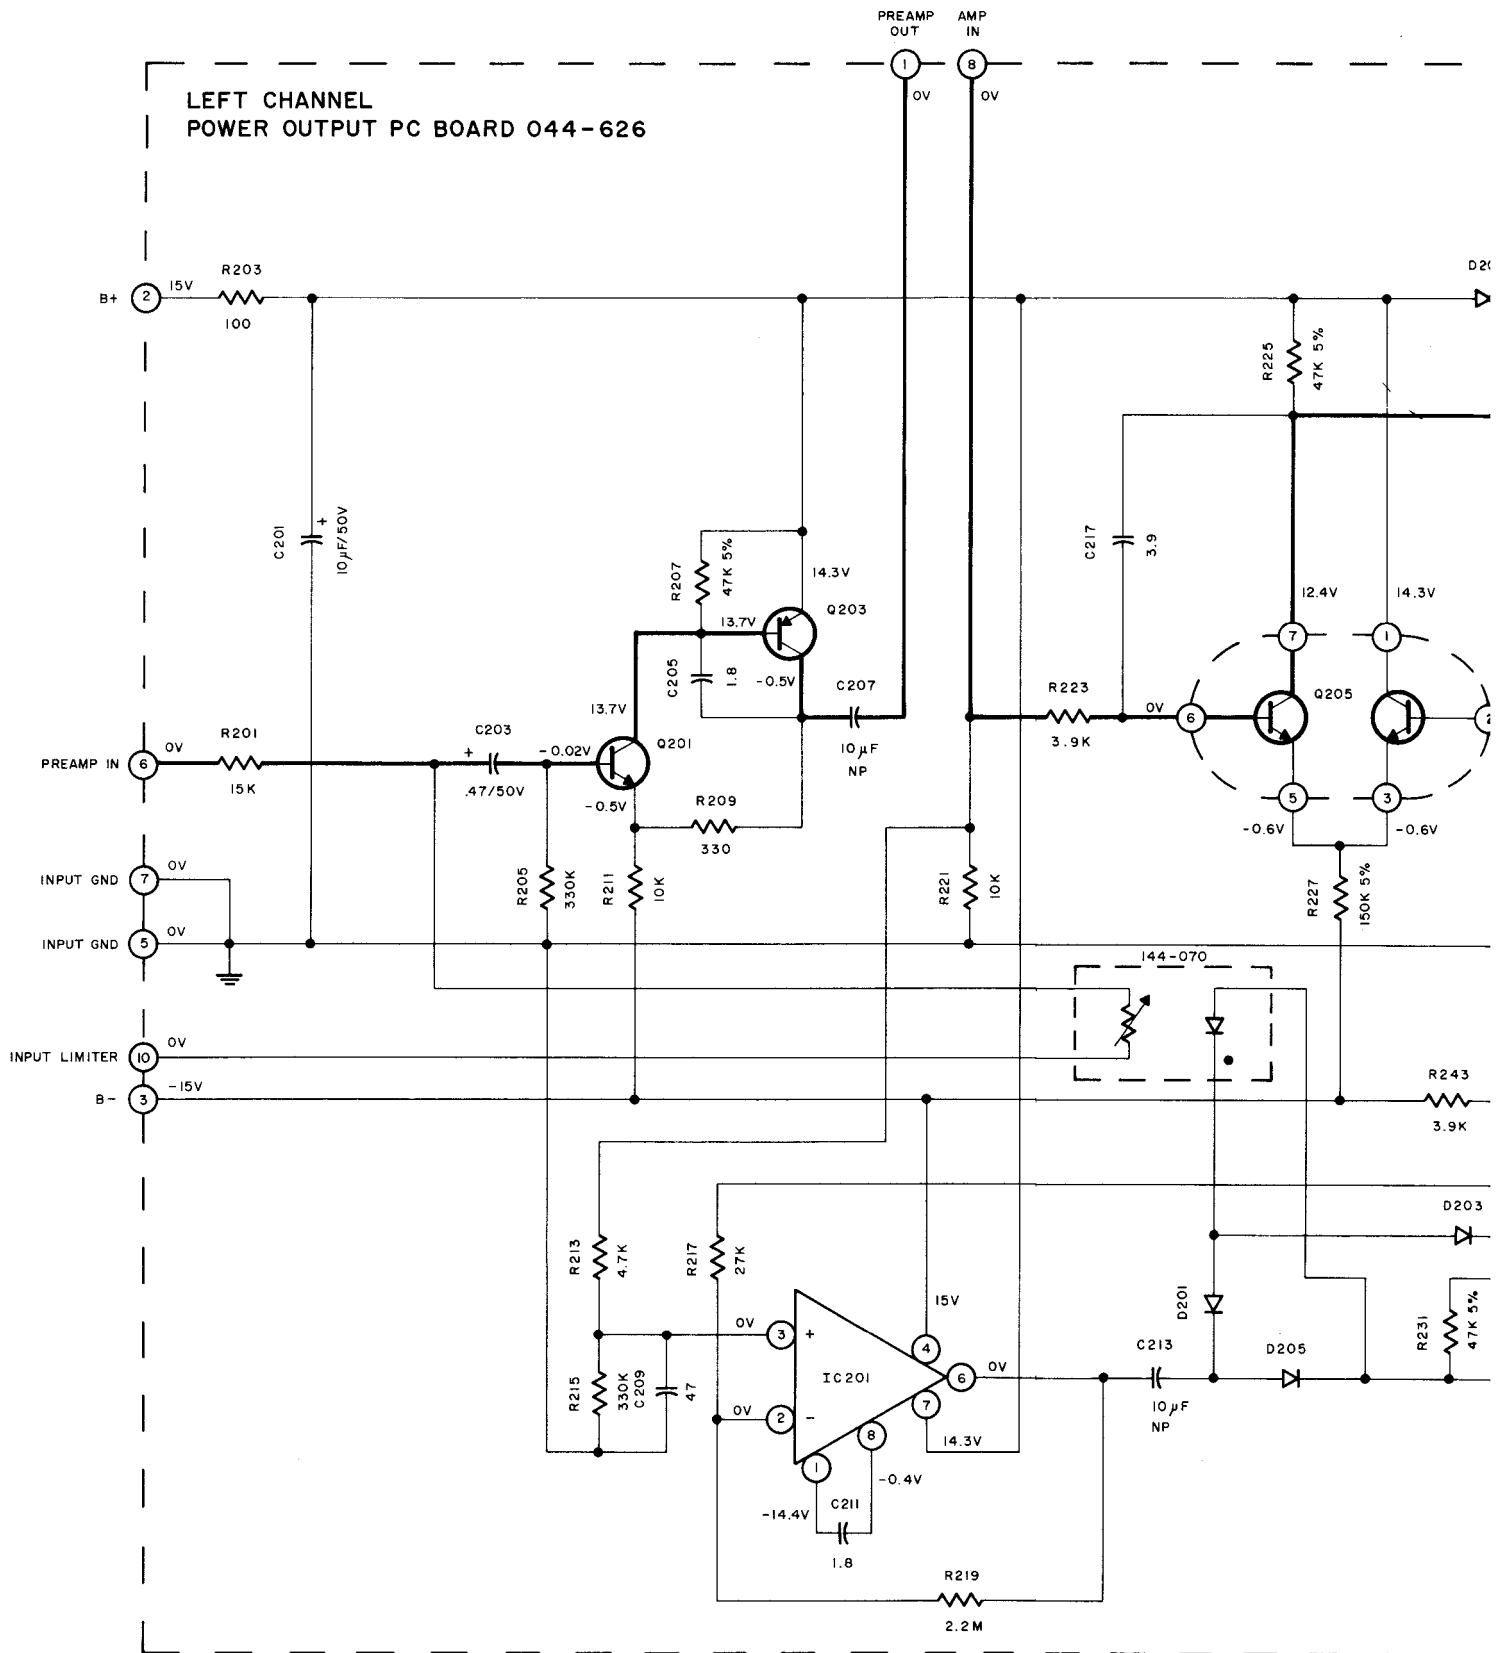 PREAMP OUT
AMP IN
1
8
0V
0V
LEFT CHANNEL
POWER OUTPUT PC BOARD 044-626
B+
2
15V
R203
100
D20
R225
47K 5%
C201
+
10µF/50V
R207
47K 5%
14.3V
Q203
13.7V
C205
1.8
-0.5V
C207
10µF
NP
C217
3.9
12.4V
14.3V
7
1
R223
3.9K
0V
6
Q205
2
5
3
-0.6V
-0.6V
PREAMP IN
6
0V
R201
15K
C203
+
.47/50V
-0.02V
13.7V
Q201
-0.5V
R209
330
INPUT GND
7
0V
R205
330K
R211
10K
R221
10K
R227
150K 5%
INPUT GND
5
0V
144-070
INPUT LIMITER
10
0V
B-
3
-15V
R243
3.9K
D203
R213
4.7K
R217
27K
15V
D201
R231
47K 5%
0V
3
+
4
IC201
6
0V
C213
10µF
NP
D205
R215
330K
C209
47
0V
2
-
7
8
14.3V
1
-0.4V
-14.4V
C211
1.8
R219
2.2M